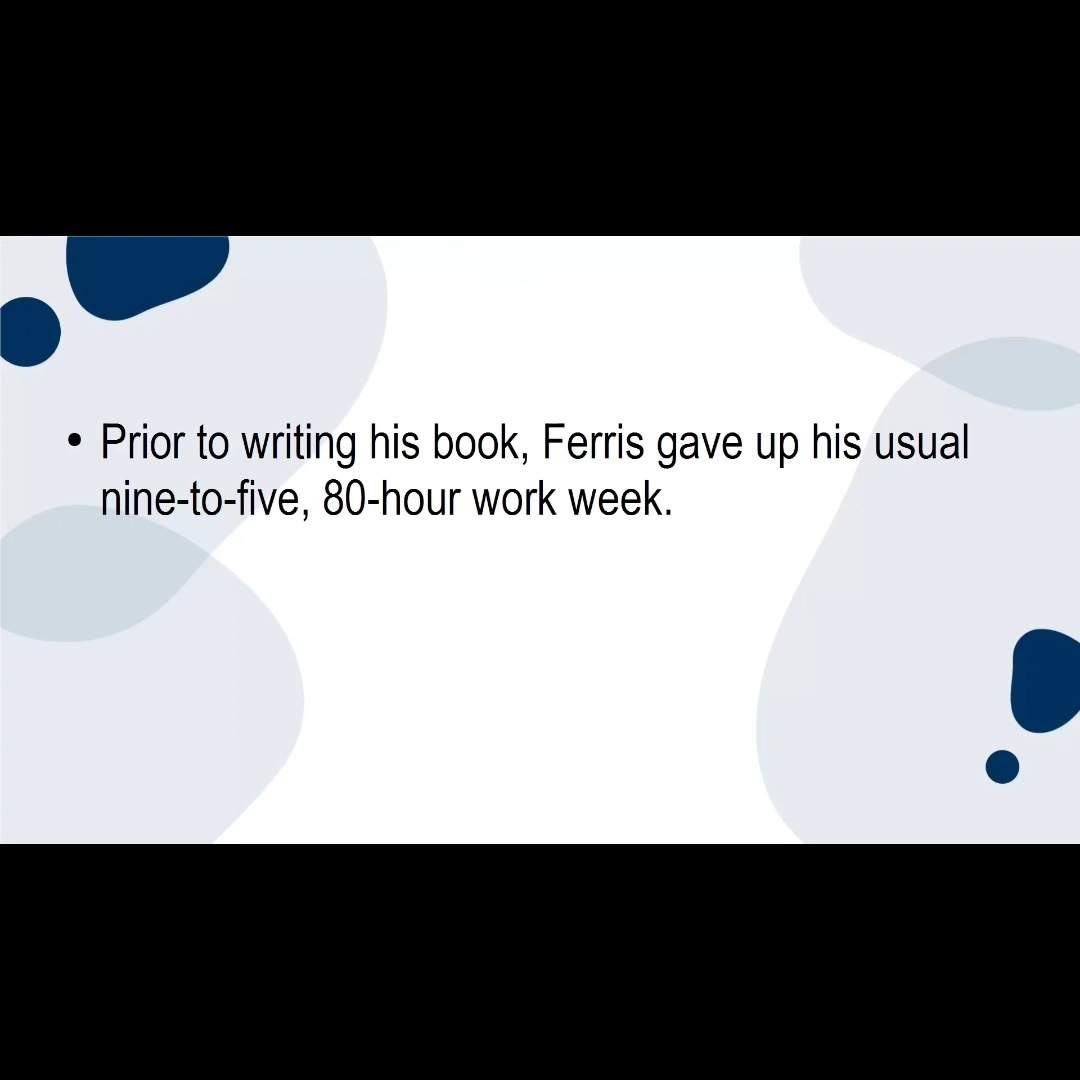 • Prior to writing his book, Ferris gave up his usual
nine-to-five, 80-hour work week.